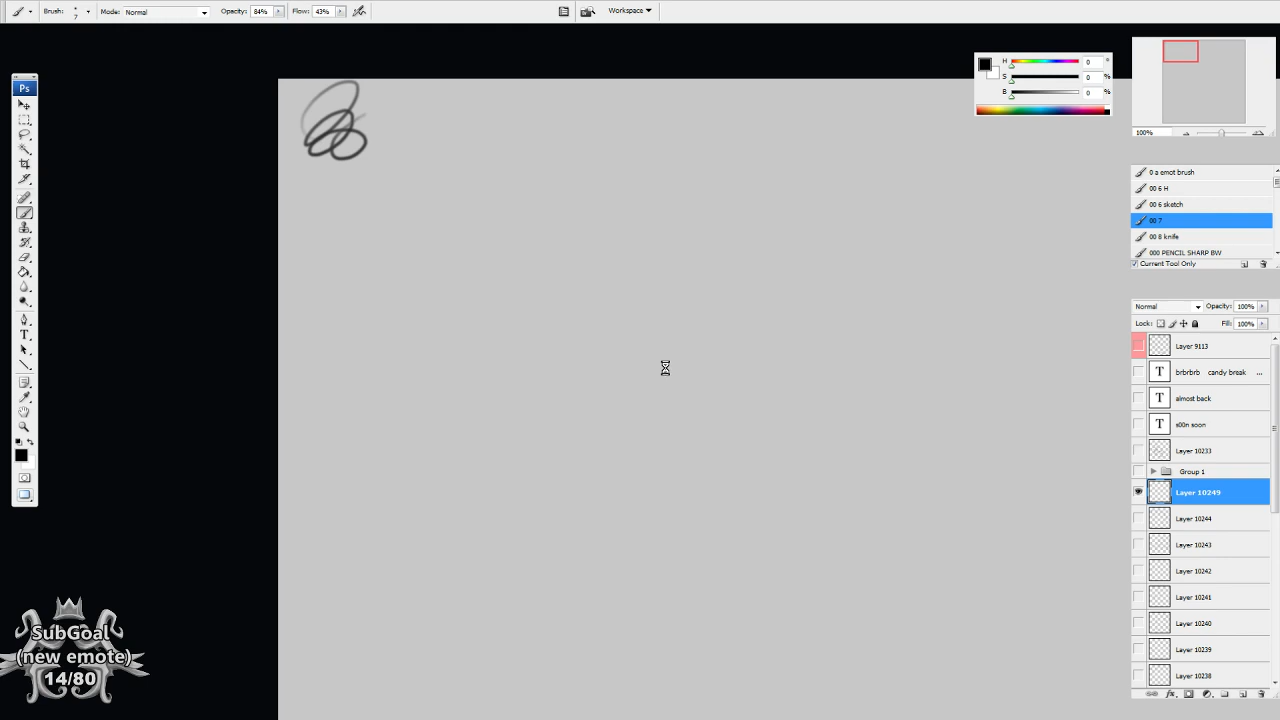 Brush: 7 Mode: Normal Opacity: 84% Flow: 43% Workspace
Ps
H 0 °
S 0 %
B 0 %
100%
0 a emot brush
00 6 H
00 6 sketch
00 7
00 8 knife
000 PENCIL SHARP BW
Current Tool Only
Normal Opacity: 100%
Lock: Fill: 100%
Layer 9113
T brbrbrb candy break ...
T almost back
T s00n soon
Layer 10233
Group 1
Layer 10249
Layer 10244
Layer 10243
Layer 10242
Layer 10241
Layer 10240
Layer 10239
Layer 10238
SubGoal
(new emote)
14/80